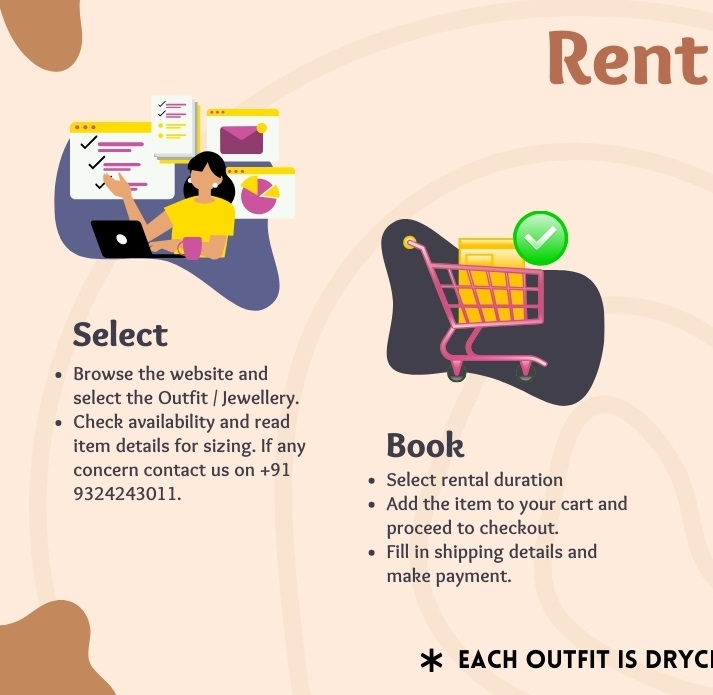 Rent
Select
• Browse the website and
select the Outfit / Jewellery.
• Check availability and read
item details for sizing. If any
concern contact us on +91
9324243011.
Book
• Select rental duration
• Add the item to your cart and
proceed to checkout.
• Fill in shipping details and
make payment.
* EACH OUTFIT IS DRYCL